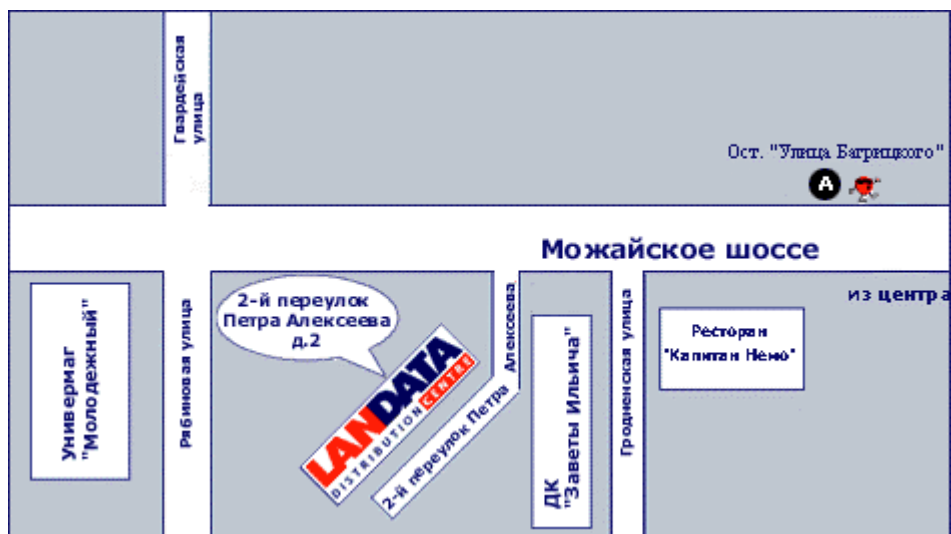 Гвардейская
улица
Ост. "Улица Багрицкого"
А
Можайское шоссе
из центра
2-й переулок
Петра Алексеева
д.2
LANDATA
DISTRIBUTION CENTRE
Универмаг
"Молодежный"
Рябиновая улица
2-й переулок Петра
Алексеева
ДК
"Заветы Ильича"
Гродненская улица
Ресторан
"Капитан Немо"